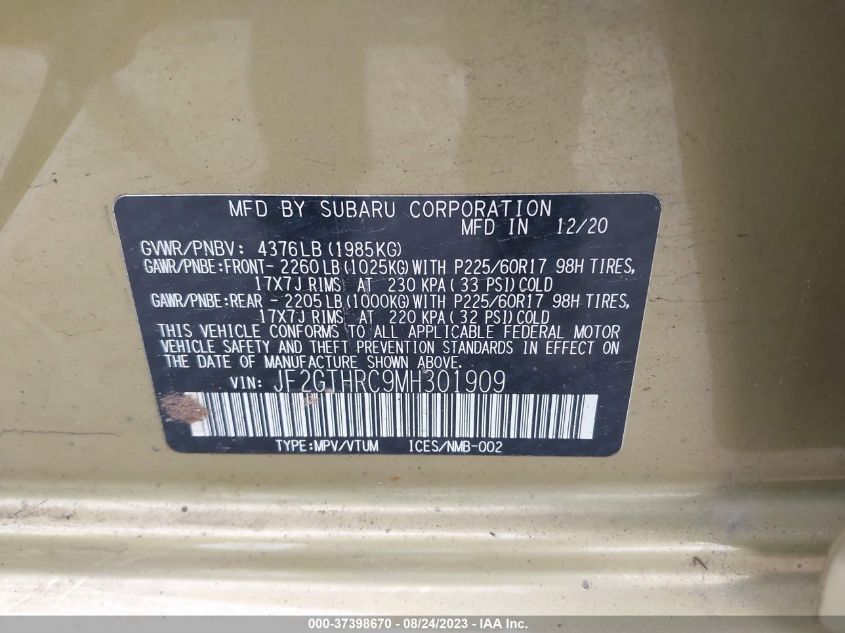 MFD BY SUBARU CORPORATION
MFD IN 12/20
GVWR/PNBV: 4376LB(1985KG)
GAWR/PNBE:FRONT- 2260LB(1025KG)WITH P225/60R17 98H TIRES,
17X7J RIMS AT 230 KPA( 33 PSI)COLD
GAWR/PNBE:REAR - 2205LB(1000KG)WITH P225/60R17 98H TIRES,
17X7J RIMS AT 220 KPA( 32 PSI)COLD
THIS VEHICLE CONFORMS TO ALL APPLICABLE FEDERAL MOTOR
VEHICLE SAFETY AND THEFT PREVENTION STANDARDS IN EFFECT ON
THE DATE OF MANUFACTURE SHOWN ABOVE.
VIN: JF2GTHRC9MH301909
TYPE:MPV/VTUM ICES/NMB-002
000-37398670 - 08/24/2023 - © IAA, Inc.